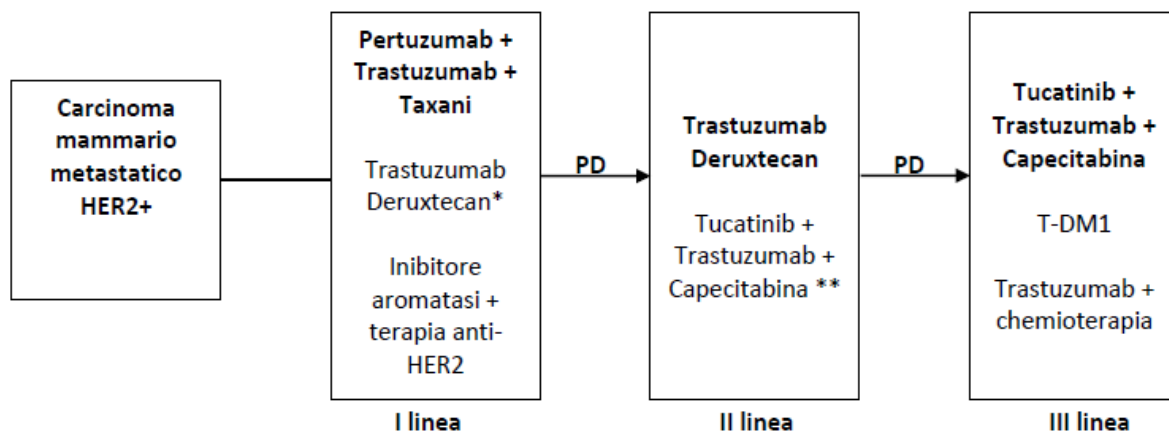 Carcinoma
mammario
metastatico
HER2+
Pertuzumab +
Trastuzumab +
Taxani
Trastuzumab
Deruxtecan*
Inibitore
aromatasi +
terapia anti-
HER2
I linea
PD
Trastuzumab
Deruxtecan
Tucatinib +
Trastuzumab +
Capecitabina **
II linea
PD
Tucatinib +
Trastuzumab +
Capecitabina
T-DM1
Trastuzumab +
chemioterapia
III linea